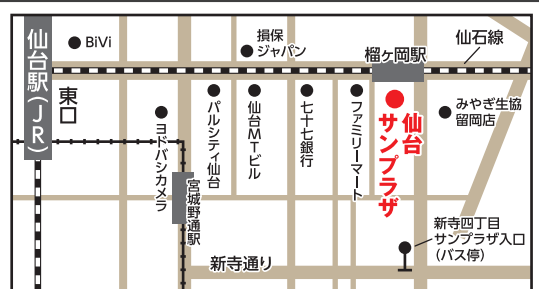 仙台駅(JR)
BiVi
損保
ジャパン
榴ヶ岡駅
仙石線
東口
ヨドバシカメラ
パルシティ仙台
仙台MTビル
七十七銀行
ファミリーマート
仙台
サンプラザ
みやぎ生協
留岡店
宮城野通駅
新寺通り
新寺四丁目
サンプラザ入口
(バス停)